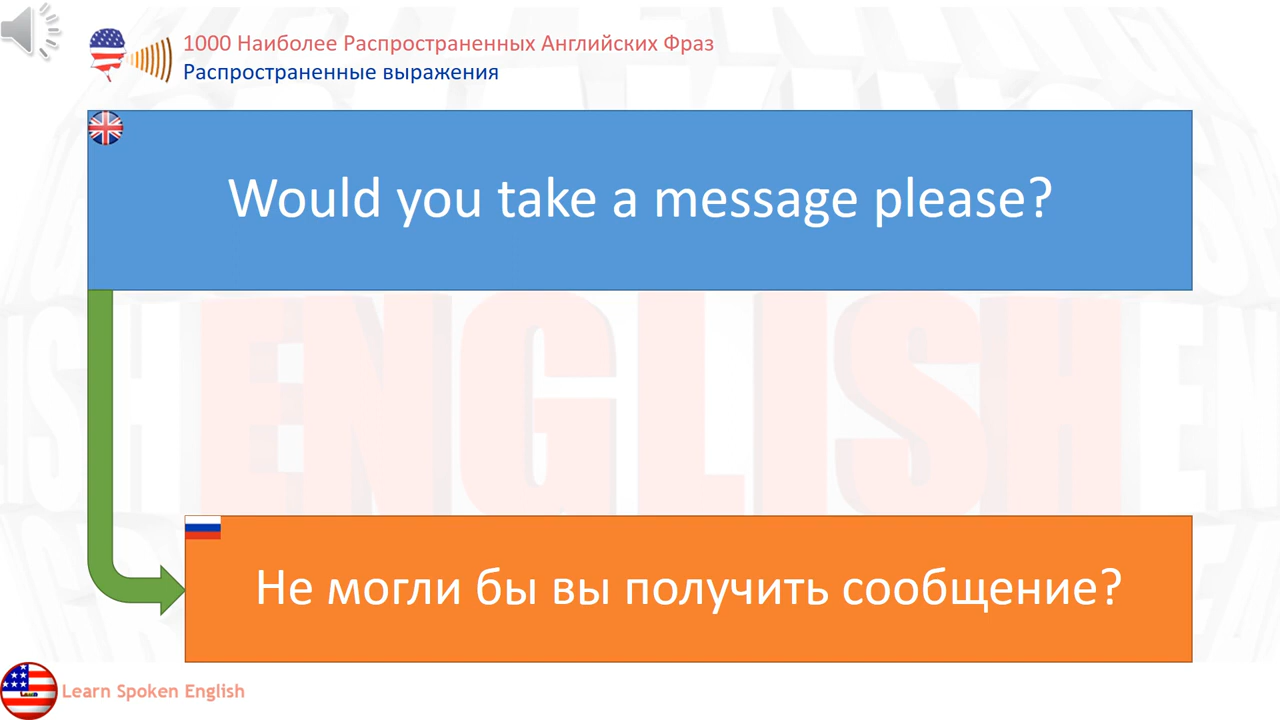 1000 Наиболее Распространенных Английских Фраз
Распространенные выражения
Would you take a message please?
ENGLISH
Не могли бы вы получить сообщение?
Learn Spoken English